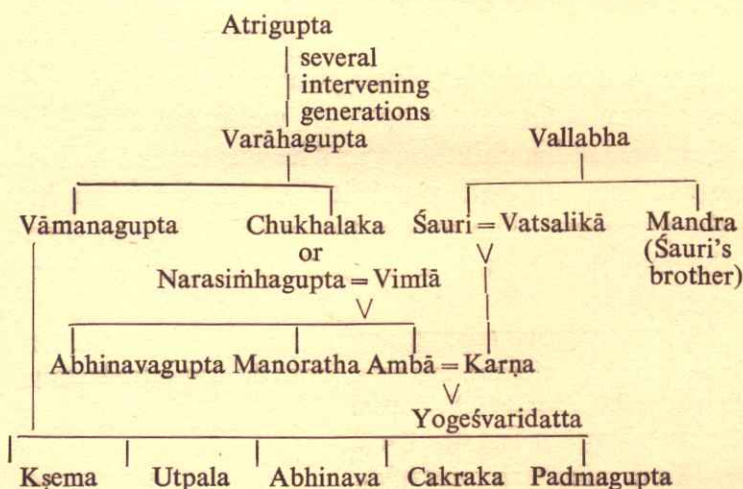 Atrigupta
several
intervening
generations
Varāhagupta Vallabha
Vāmanagupta Chukhalaka Śauri = Vatsalikā Mandra
or (Śauri's
Narasiṁhagupta = Vimlā brother)
Abhinavagupta Manoratha Ambā = Karṇa
Yogeśvaridatta
Kṣema Utpala Abhinava Cakraka Padmagupta